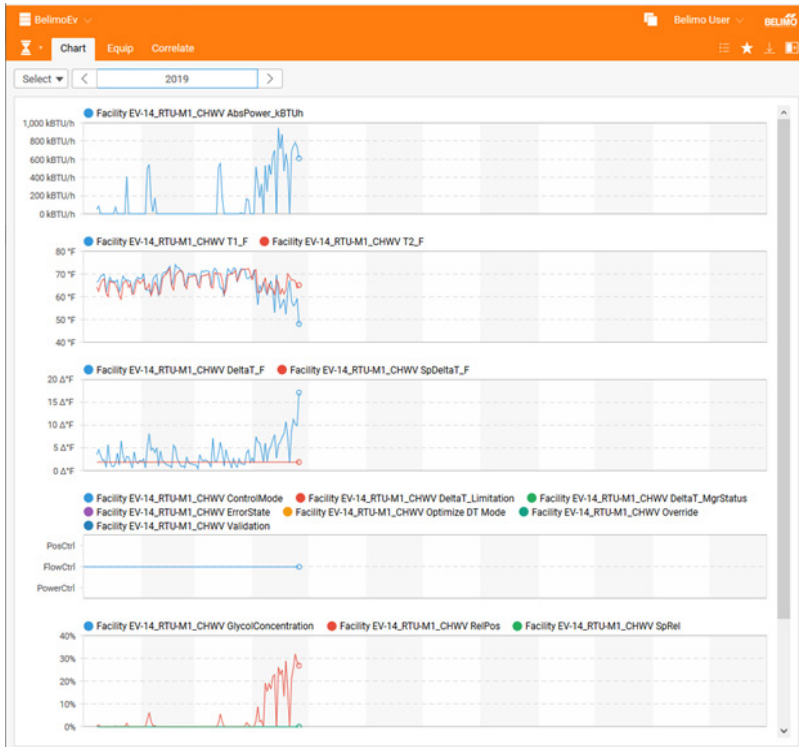 BelimoEv
Belimo User
BELIMO
Chart Equip Correlate
Select 2019
Facility EV-14_RTU-M1_CHWV AbsPower_kBTUh
1,000 kBTU/h
800 kBTU/h
600 kBTU/h
400 kBTU/h
200 kBTU/h
0 kBTU/h
Facility EV-14_RTU-M1_CHWV T1_F Facility EV-14_RTU-M1_CHWV T2_F
80 °F
70 °F
60 °F
50 °F
40 °F
Facility EV-14_RTU-M1_CHWV DeltaT_F Facility EV-14_RTU-M1_CHWV SpDeltaT_F
20 Δ°F
15 Δ°F
10 Δ°F
5 Δ°F
0 Δ°F
Facility EV-14_RTU-M1_CHWV ControlMode Facility EV-14_RTU-M1_CHWV DeltaT_Limitation Facility EV-14_RTU-M1_CHWV DeltaT_MgrStatus
Facility EV-14_RTU-M1_CHWV ErrorState Facility EV-14_RTU-M1_CHWV Optimize DT Mode Facility EV-14_RTU-M1_CHWV Override
Facility EV-14_RTU-M1_CHWV Validation
PosCtrl
FlowCtrl
PowerCtrl
Facility EV-14_RTU-M1_CHWV GlycolConcentration Facility EV-14_RTU-M1_CHWV RelPos Facility EV-14_RTU-M1_CHWV SpRel
40%
30%
20%
10%
0%